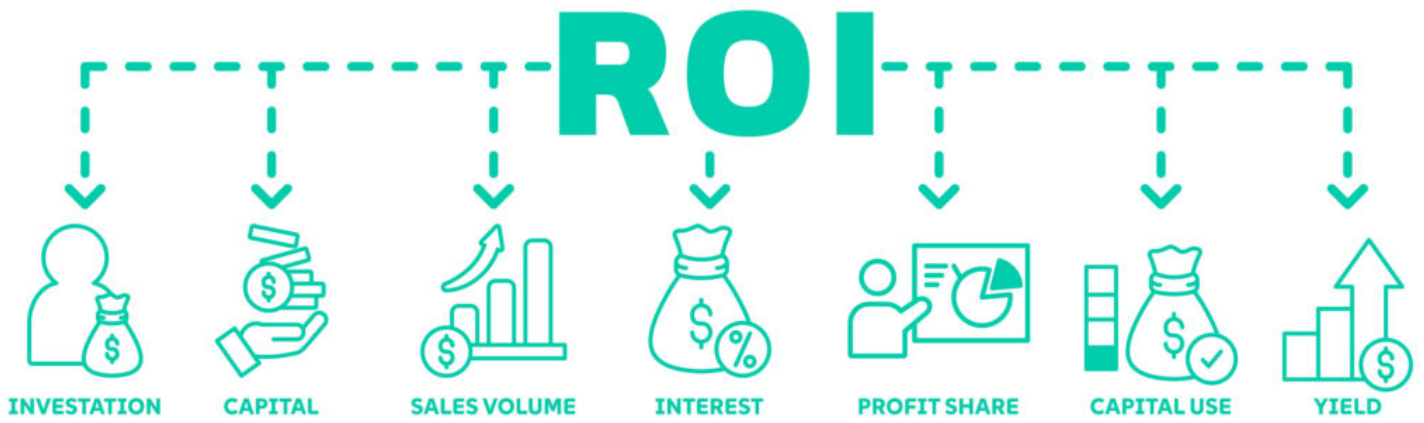 ROI
$ $ $ $ % $ $
INVESTATION CAPITAL SALES VOLUME INTEREST PROFIT SHARE CAPITAL USE YIELD